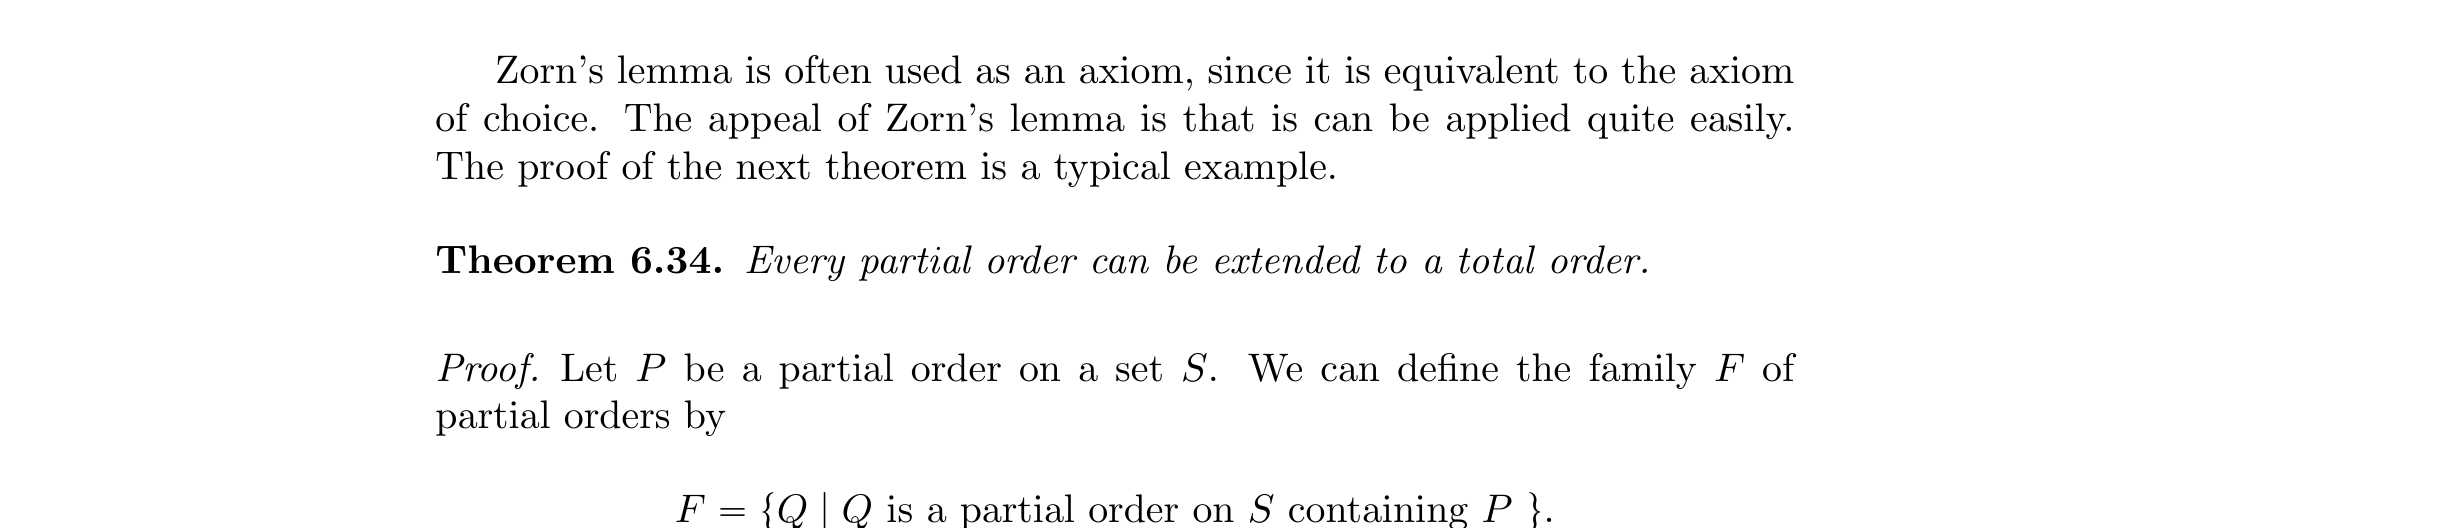 Zorn's lemma is often used as an axiom, since it is equivalent to the axiom
of choice. The appeal of Zorn's lemma is that is can be applied quite easily.
The proof of the next theorem is a typical example.
Theorem 6.34. Every partial order can be extended to a total order.
Proof. Let P be a partial order on a set S. We can define the family F of
partial orders by
F = {Q | Q is a partial order on S containing P }.